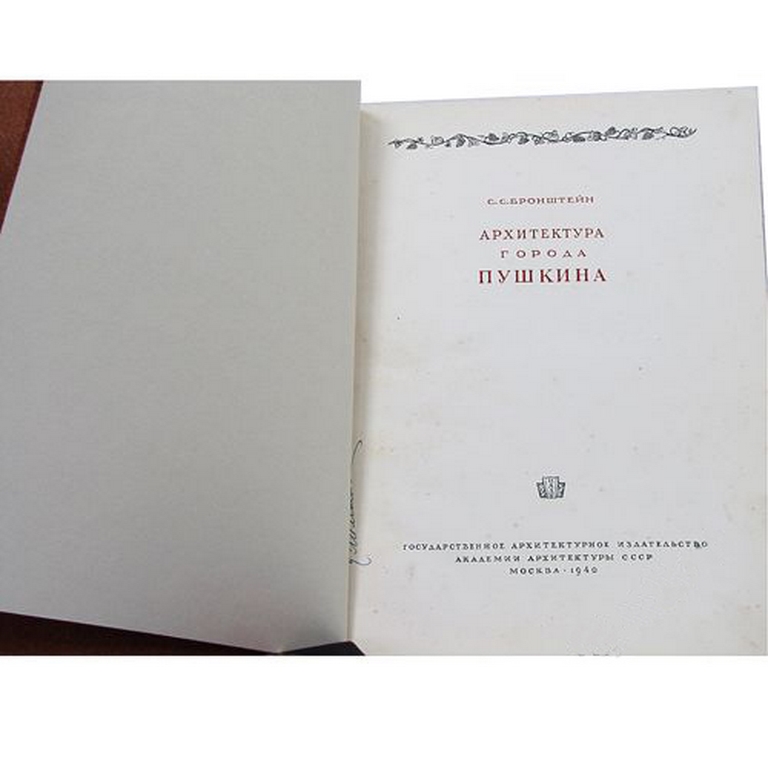 С. С. БРОНШТЕЙН
АРХИТЕКТУРА
ГОРОДА
ПУШКИНА
ГОСУДАРСТВЕННОЕ АРХИТЕКТУРНОЕ ИЗДАТЕЛЬСТВО
АКАДЕМИИ АРХИТЕКТУРЫ СССР
МОСКВА · 1940